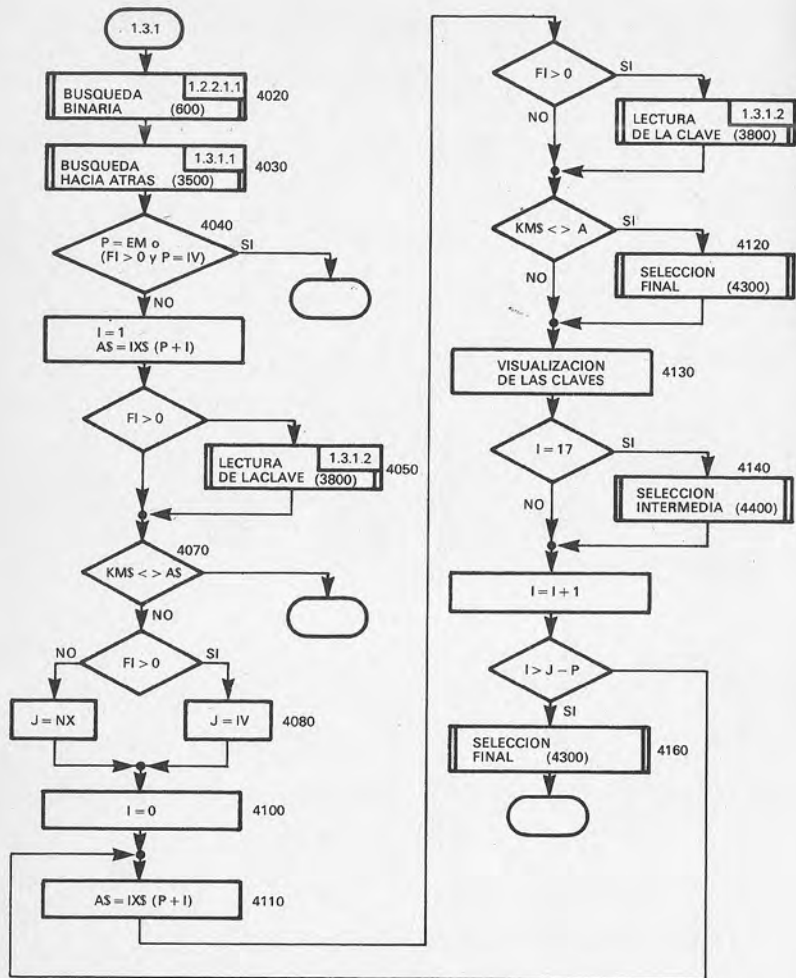 1.3.1
BUSQUEDA 1.2.2.1.1
BINARIA (600) 4020
BUSQUEDA 1.3.1.1
HACIA ATRAS (3500) 4030
4040
P = EM o
(FI > 0 y P = IV)
SI
NO
I = 1
A$ = IX$ (P + I)
FI > 0
LECTURA 1.3.1.2
DE LACLAVE (3800) 4050
4070
KM$ < > A$
NO
FI > 0
NO
SI
J = NX
J = IV
4080
I = 0
4100
A$ = IX$ (P + I)
4110
FI > 0
SI
NO
LECTURA 1.3.1.2
DE LA CLAVE (3800)
KM$ < > A
SI
NO
4120
SELECCION
FINAL (4300)
VISUALIZACION
DE LAS CLAVES
4130
I = 17
SI
NO
4140
SELECCION
INTERMEDIA (4400)
I = I + 1
I > J – P
SI
SELECCION
FINAL (4300)
4160